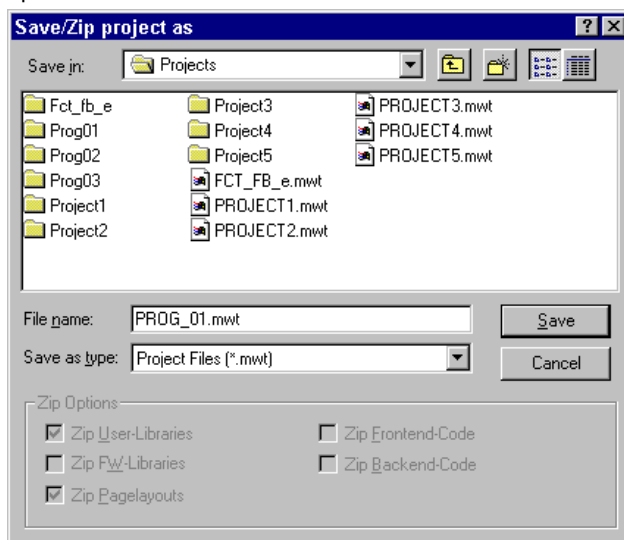 Save/Zip project as
Save in: Projects
Fct_fb_e Project3 PROJECT3.mwt
Prog01 Project4 PROJECT4.mwt
Prog02 Project5 PROJECT5.mwt
Prog03 FCT_FB_e.mwt
Project1 PROJECT1.mwt
Project2 PROJECT2.mwt
File name: PROG_01.mwt Save
Save as type: Project Files (*.mwt) Cancel
Zip Options
Zip User-Libraries Zip Frontend-Code
Zip FW-Libraries Zip Backend-Code
Zip Pagelayouts